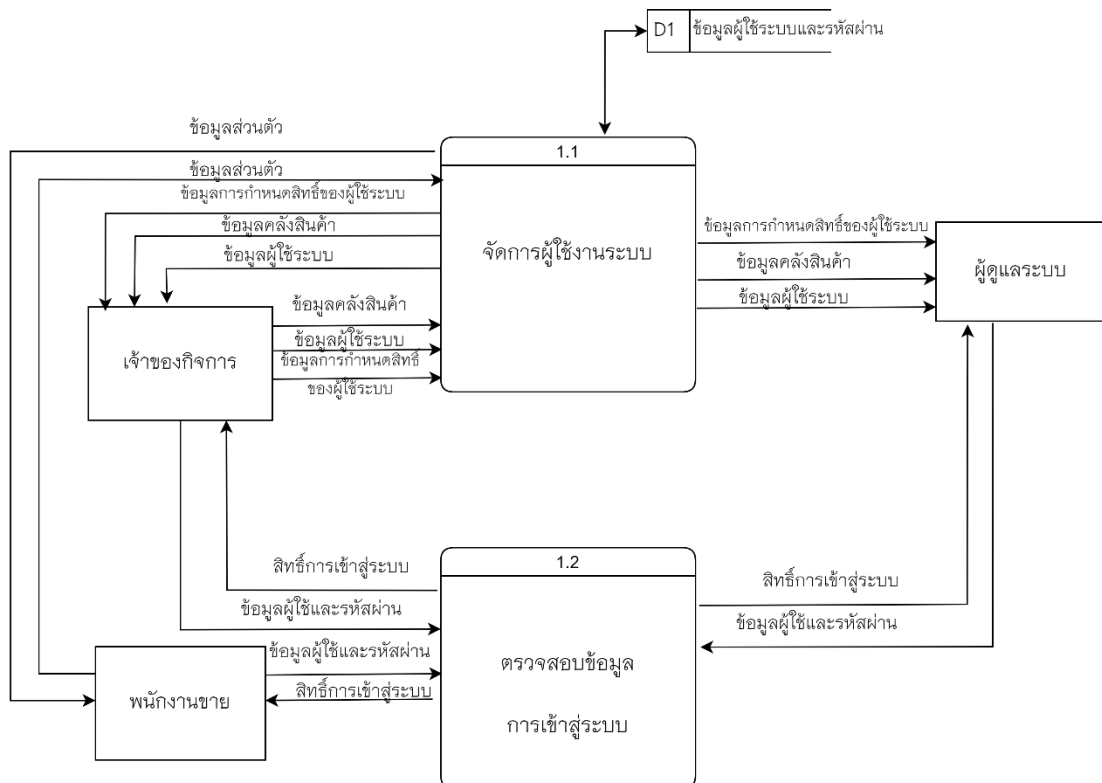 D1 ข้อมูลผู้ใช้ระบบและรหัสผ่าน
ข้อมูลส่วนตัว
1.1
ข้อมูลส่วนตัว
ข้อมูลการกำหนดสิทธิ์ของผู้ใช้ระบบ
ข้อมูลคลังสินค้า
ข้อมูลผู้ใช้ระบบ
จัดการผู้ใช้งานระบบ
ข้อมูลการกำหนดสิทธิ์ของผู้ใช้ระบบ
ข้อมูลคลังสินค้า
ข้อมูลผู้ใช้ระบบ
ผู้ดูแลระบบ
ข้อมูลคลังสินค้า
ข้อมูลผู้ใช้ระบบ
ข้อมูลการกำหนดสิทธิ์
ของผู้ใช้ระบบ
เจ้าของกิจการ
1.2
สิทธิ์การเข้าสู่ระบบ
ข้อมูลผู้ใช้และรหัสผ่าน
ข้อมูลผู้ใช้และรหัสผ่าน
สิทธิ์การเข้าสู่ระบบ
พนักงานขาย
ตรวจสอบข้อมูล
การเข้าสู่ระบบ
สิทธิ์การเข้าสู่ระบบ
ข้อมูลผู้ใช้และรหัสผ่าน